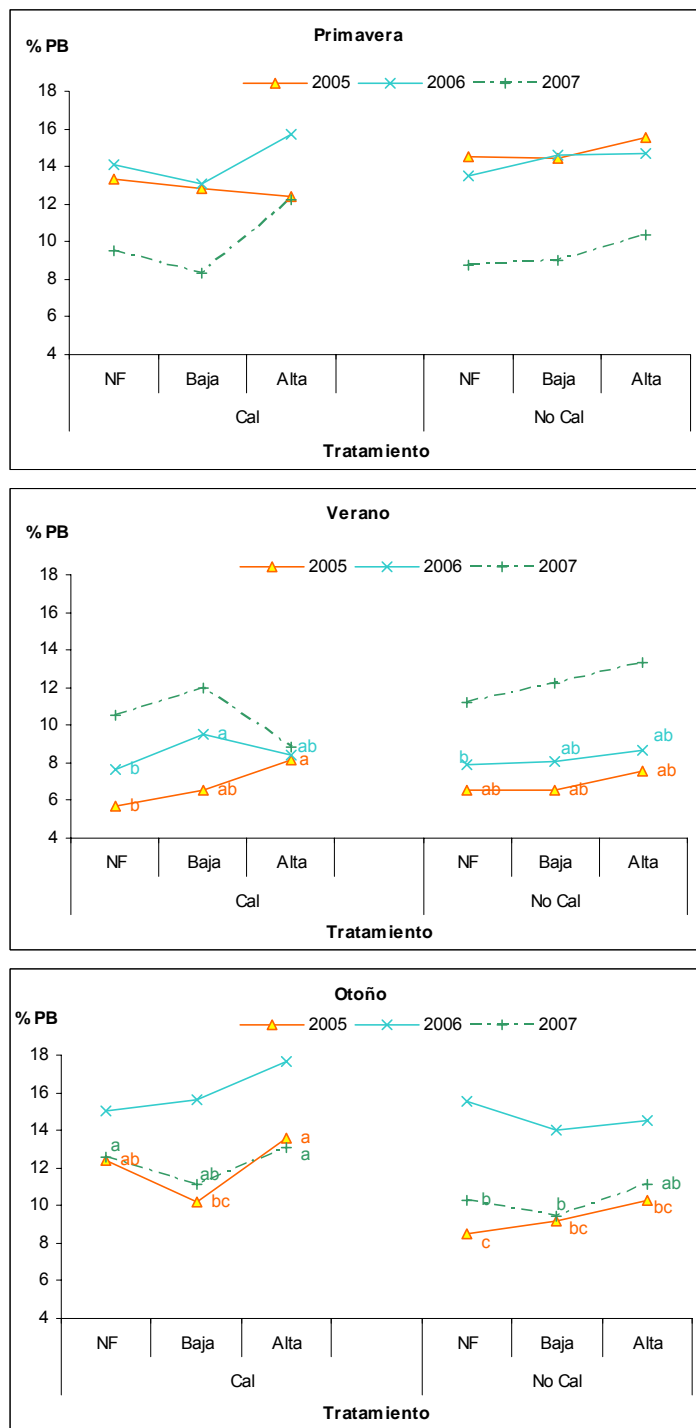 Primavera
% PB
2005 2006 2007
18
16
14
12
10
8
6
4
NF Baja Alta NF Baja Alta
Cal No Cal
Tratamiento
Verano
% PB
2005 2006 2007
18
16
14
12
10
8
6
4
b a ab b ab ab
b ab a ab ab ab
NF Baja Alta NF Baja Alta
Cal No Cal
Tratamiento
Otoño
% PB
2005 2006 2007
18
16
14
12
10
8
6
4
a ab a b b ab
ab bc a c bc bc
NF Baja Alta NF Baja Alta
Cal No Cal
Tratamiento